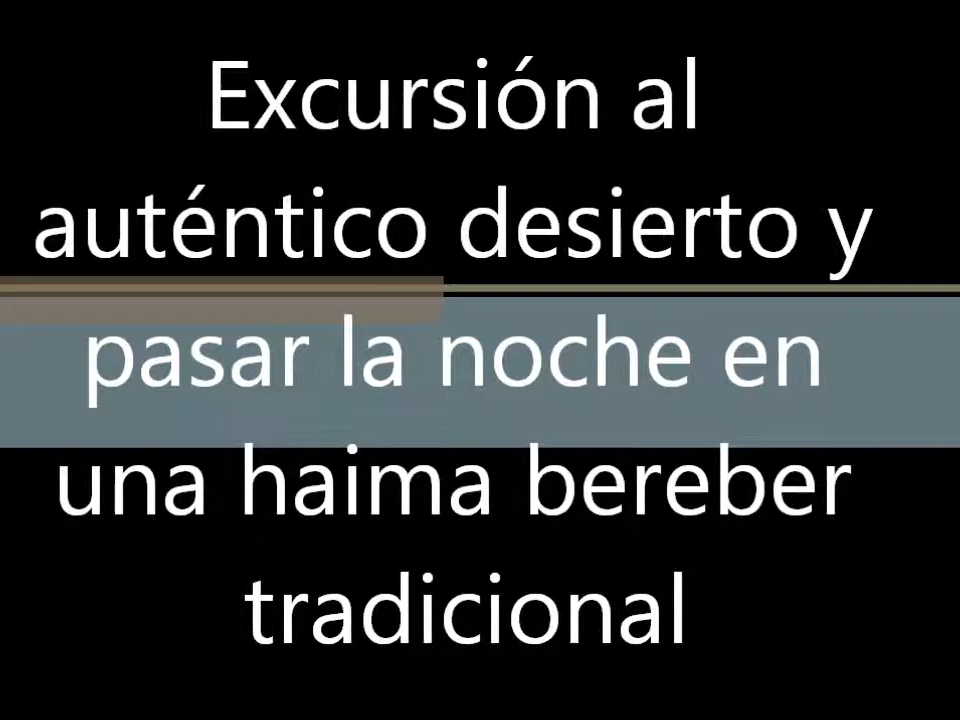 Excursión al
auténtico desierto y
pasar la noche en
una haima bereber
tradicional